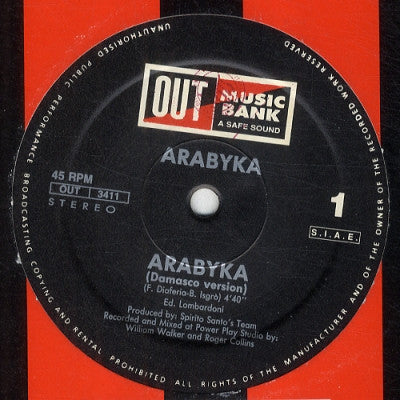 UNAUTHORISED PUBLIC PERFORMANCE BROADCASTING COPYING AND RENTAL PROHIBITED ALL RIGHTS OF THE MANUFACTURER AND OWNER OF THE RECORDED WORK RESERVED
OUT MUSIC
BANK
A SAFE SOUND
ARABYKA
45 RPM
OUT 3411
STEREO
1
S.I.A.E.
ARABYKA
(Damasco version)
(F. Diaferia-B. Isgrò) 4'40"
Ed. Lombardoni
Produced by: Spirito Santo's Team
Recorded and Mixed at Power Play Studio by:
William Walker and Roger Collins